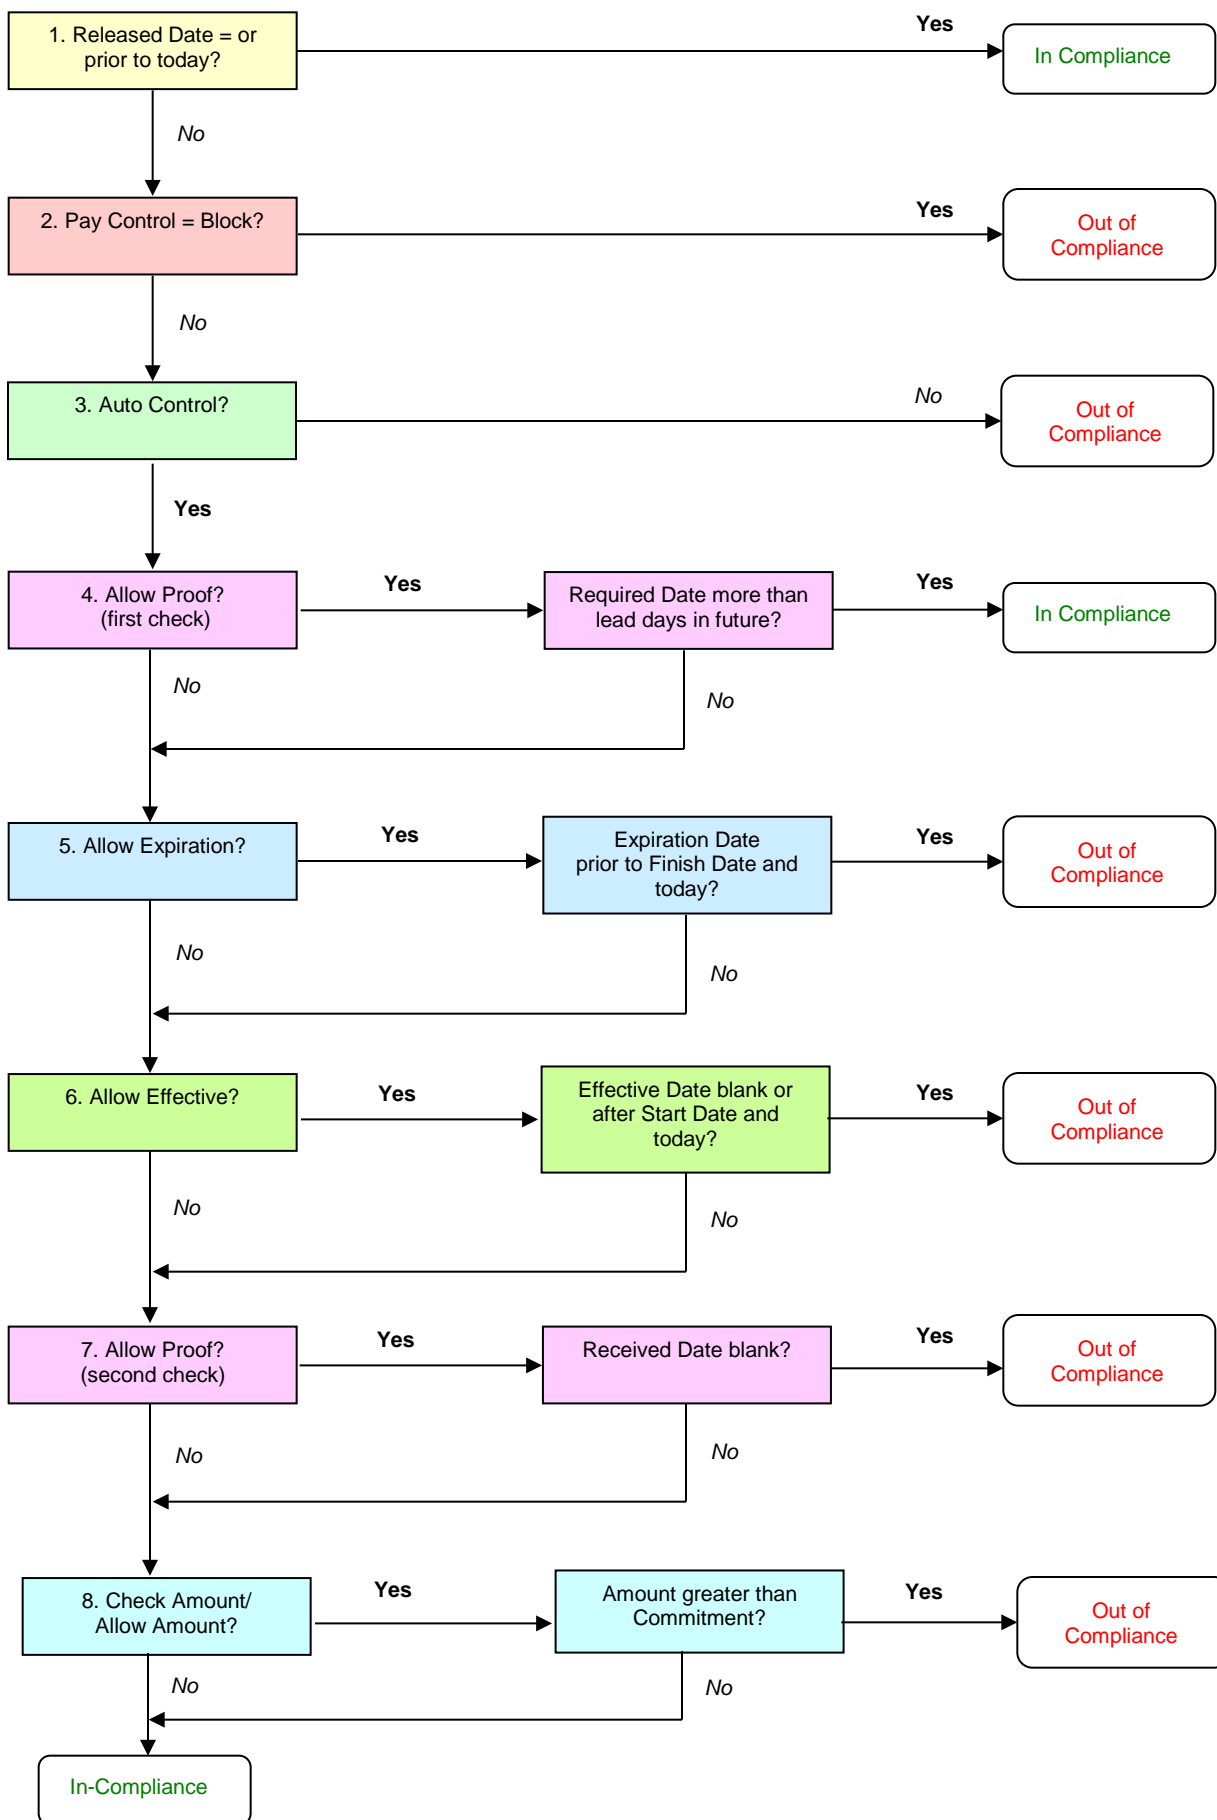 1. Released Date = or
prior to today?
Yes
In Compliance
No
2. Pay Control = Block?
Yes
Out of
Compliance
No
3. Auto Control?
No
Out of
Compliance
Yes
4. Allow Proof?
(first check)
Yes
Required Date more than
lead days in future?
Yes
In Compliance
No
No
5. Allow Expiration?
Yes
Expiration Date
prior to Finish Date and
today?
Yes
Out of
Compliance
No
No
6. Allow Effective?
Yes
Effective Date blank or
after Start Date and
today?
Yes
Out of
Compliance
No
No
7. Allow Proof?
(second check)
Yes
Received Date blank?
Yes
Out of
Compliance
No
No
8. Check Amount/
Allow Amount?
Yes
Amount greater than
Commitment?
Yes
Out of
Compliance
No
No
In-Compliance